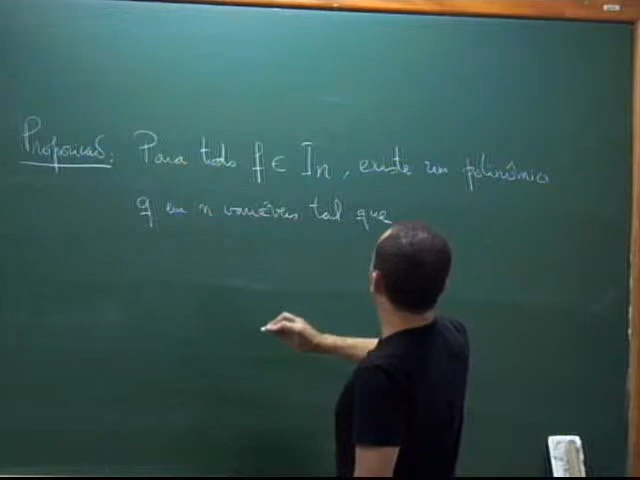 Proposição: Para todo f ∈ In, existe um polinômio
q em n variáveis tal que